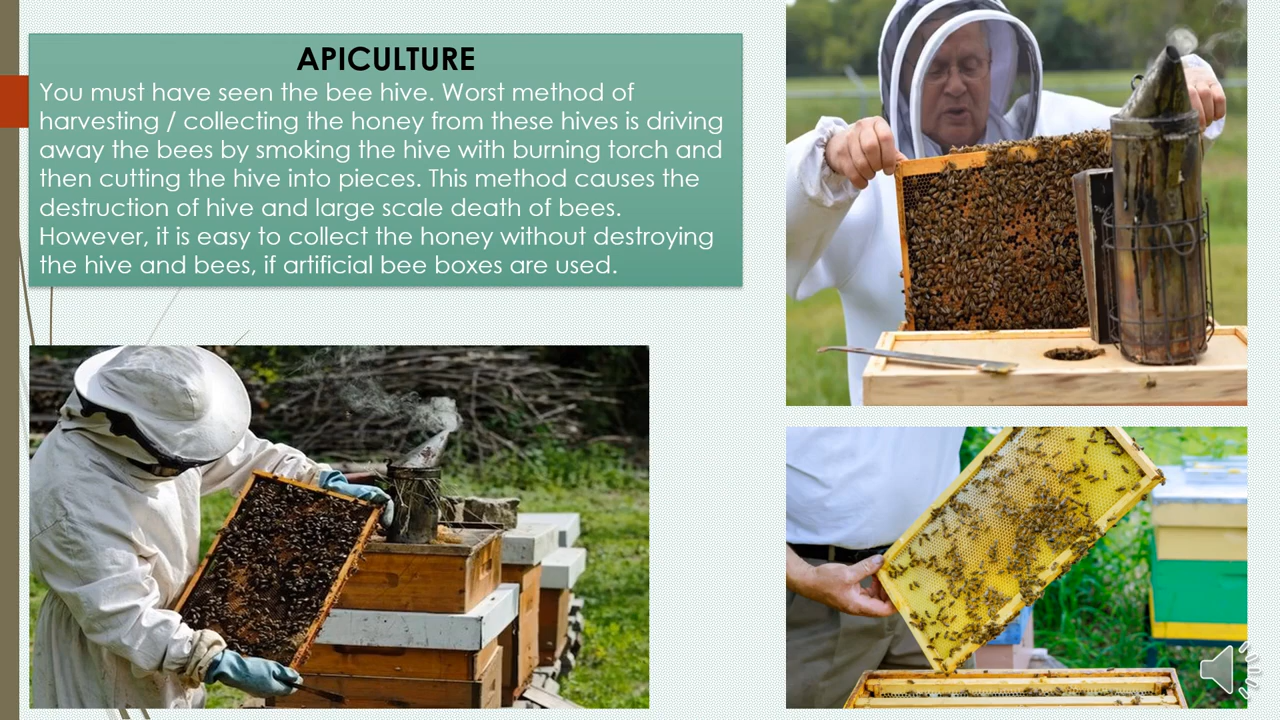 APICULTURE
You must have seen the bee hive. Worst method of
harvesting / collecting the honey from these hives is driving
away the bees by smoking the hive with burning torch and
then cutting the hive into pieces. This method causes the
destruction of hive and large scale death of bees.
However, it is easy to collect the honey without destroying
the hive and bees, if artificial bee boxes are used.